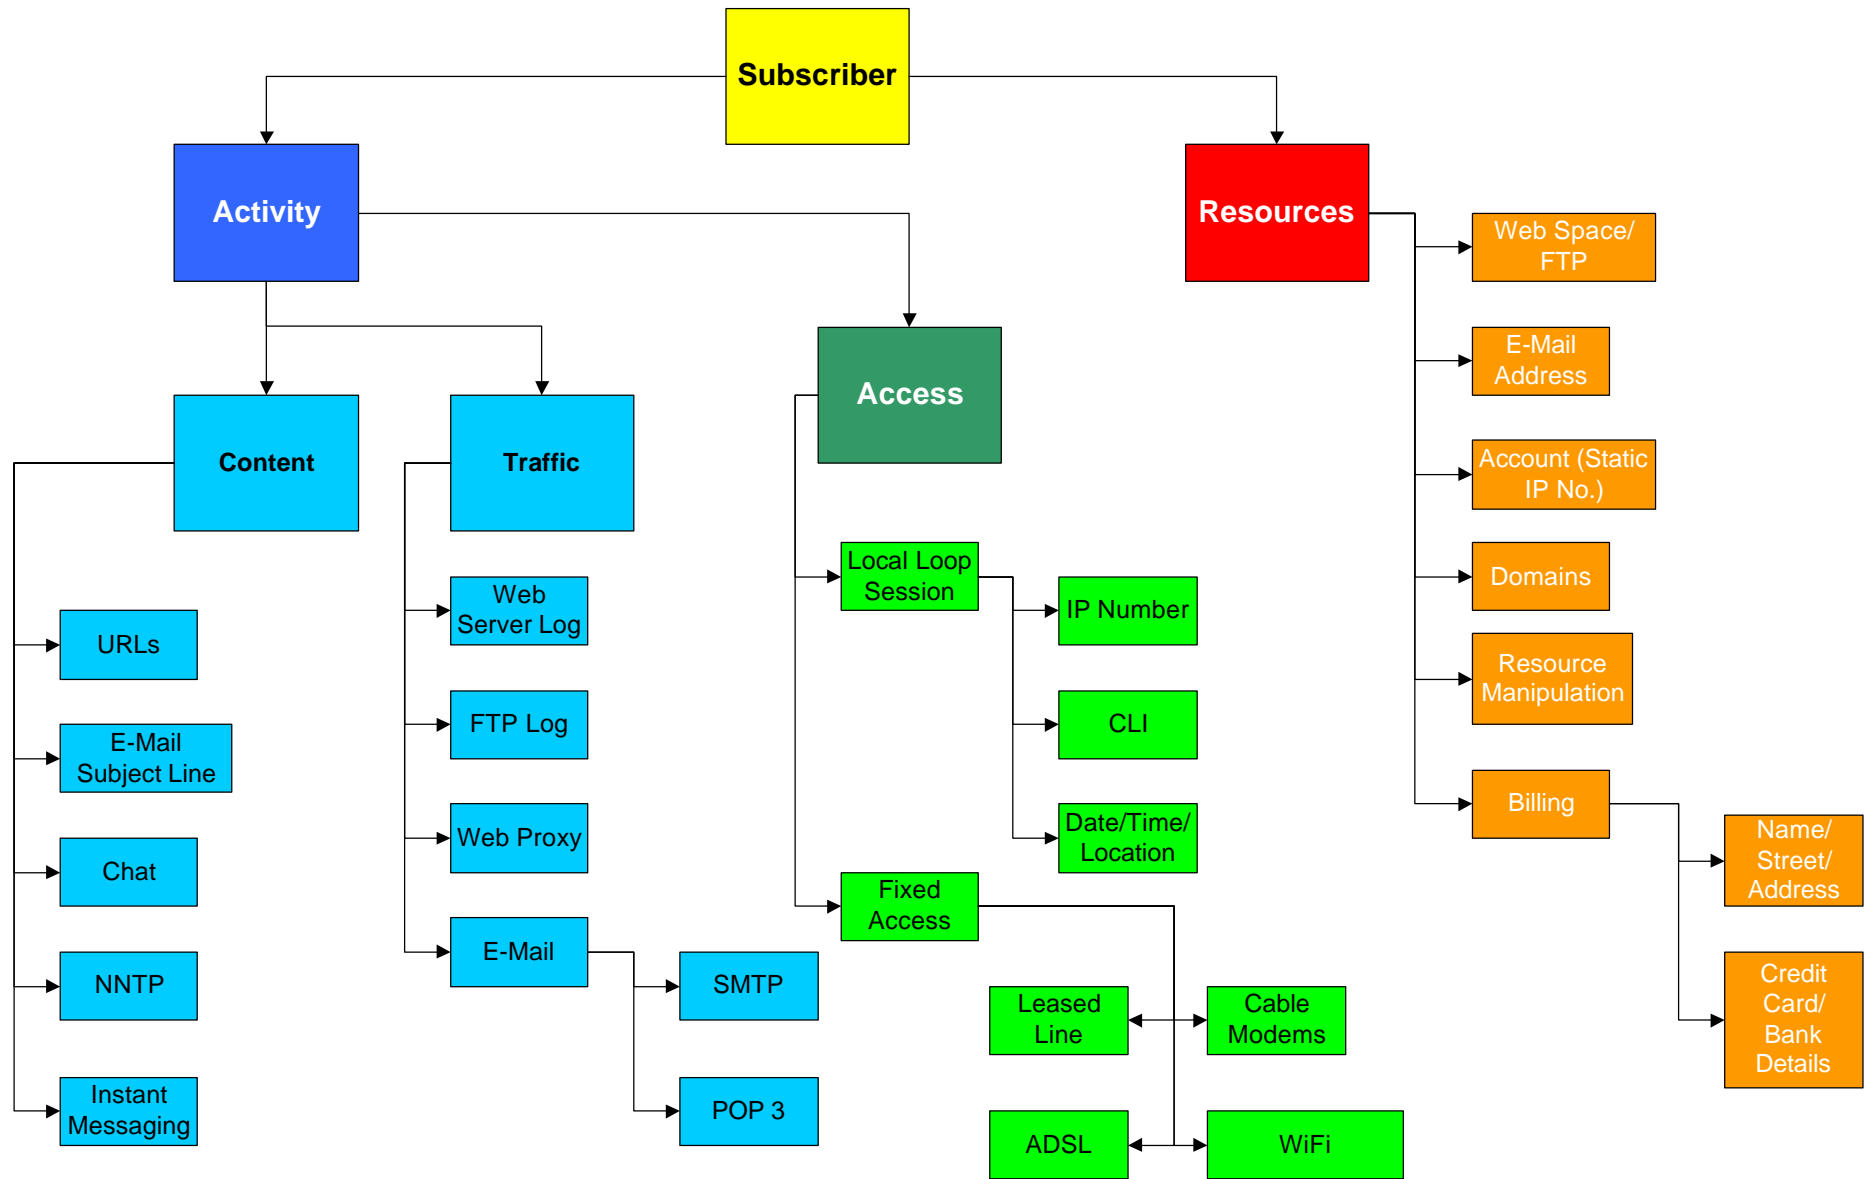 Subscriber
Activity
Resources
Web Space/
FTP
E-Mail
Address
Access
Account (Static
IP No.)
Content
Traffic
Domains
Local Loop
Session
Web
Server Log
IP Number
URLs
Resource
Manipulation
FTP Log
CLI
E-Mail
Subject Line
Billing
Web Proxy
Date/Time/
Location
Name/
Street/
Address
Chat
Fixed
Access
E-Mail
NNTP
SMTP
Leased
Line
Cable
Modems
Credit
Card/
Bank
Details
Instant
Messaging
POP 3
ADSL
WiFi